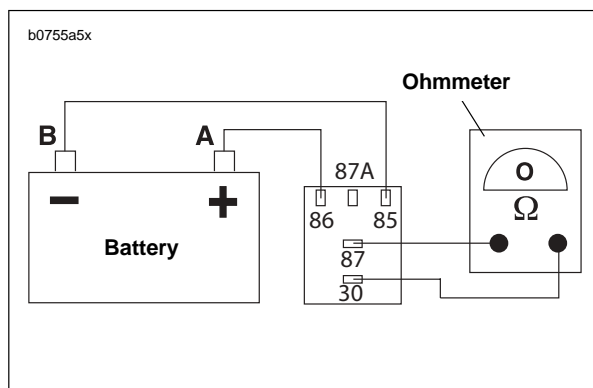 b0755a5x
Ohmmeter
B
A
87A
O
Ω
86
85
− +
Battery
87
30